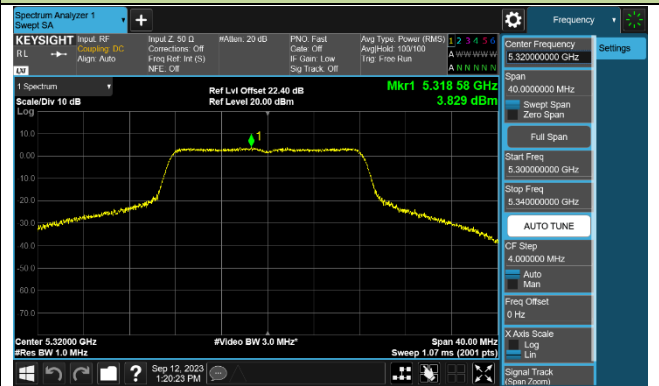 Spectrum Analyzer 1
Swept SA
Frequency
KEYSIGHT
RL
LXI
Input: RF
Coupling: DC
Align: Auto
Input Z: 50 Ω
Corrections: Off
Freq Ref: Int (S)
NFE: Off
#Atten: 20 dB
PNO: Fast
Gate: Off
IF Gain: Low
Sig Track: Off
Avg Type: Power (RMS)
Avg|Hold: 100/100
Trig: Free Run
1 2 3 4 5 6
A W W W W W
A N N N N N
1 Spectrum
Scale/Div 10 dB
Log
Ref Lvl Offset 22.40 dB
Ref Level 20.00 dBm
Mkr1 5.318 58 GHz
3.829 dBm
1
10.0
0.00
-10.0
-20.0
-30.0
-40.0
-50.0
-60.0
-70.0
Center 5.32000 GHz
#Res BW 1.0 MHz
#Video BW 3.0 MHz*
Span 40.00 MHz
Sweep 1.07 ms (2001 pts)
Sep 12, 2023
1:20:23 PM
Center Frequency
5.320000000 GHz
Span
40.0000000 MHz
Swept Span
Zero Span
Full Span
Start Freq
5.300000000 GHz
Stop Freq
5.340000000 GHz
AUTO TUNE
CF Step
4.000000 MHz
Auto
Man
Freq Offset
0 Hz
X Axis Scale
Log
Lin
Signal Track
(Span Zoom)
Settings